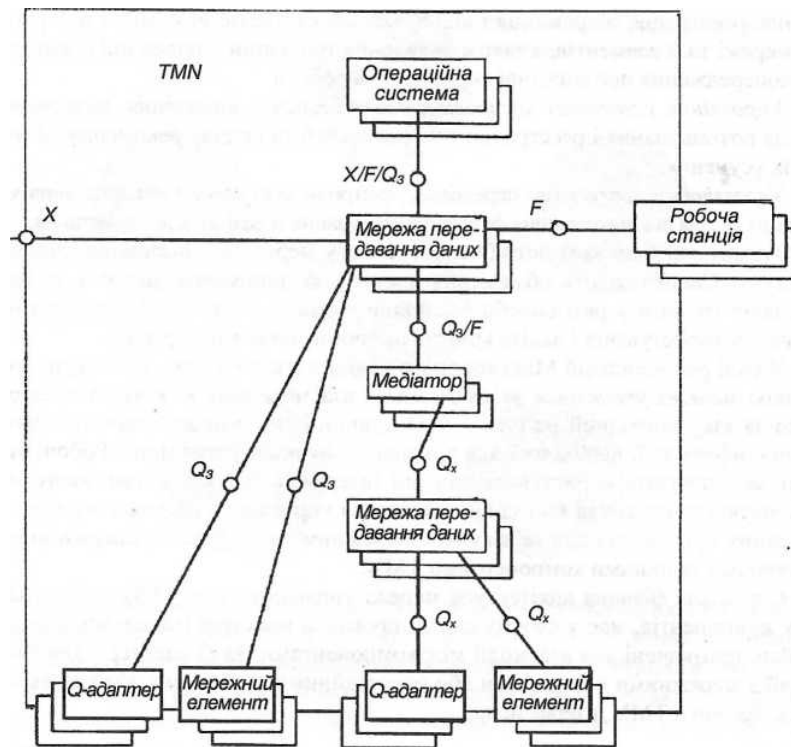 TMN
Операційна
система
X/F/Q₃
X
F
Мережа пере-
давання даних
Робоча
станція
Q₃/F
Медіатор
Qₓ
Q₃
Q₃
Мережа пере-
давання даних
Qₓ
Qₓ
Q-адаптер
Мережний
елемент
Q-адаптер
Мережний
елемент